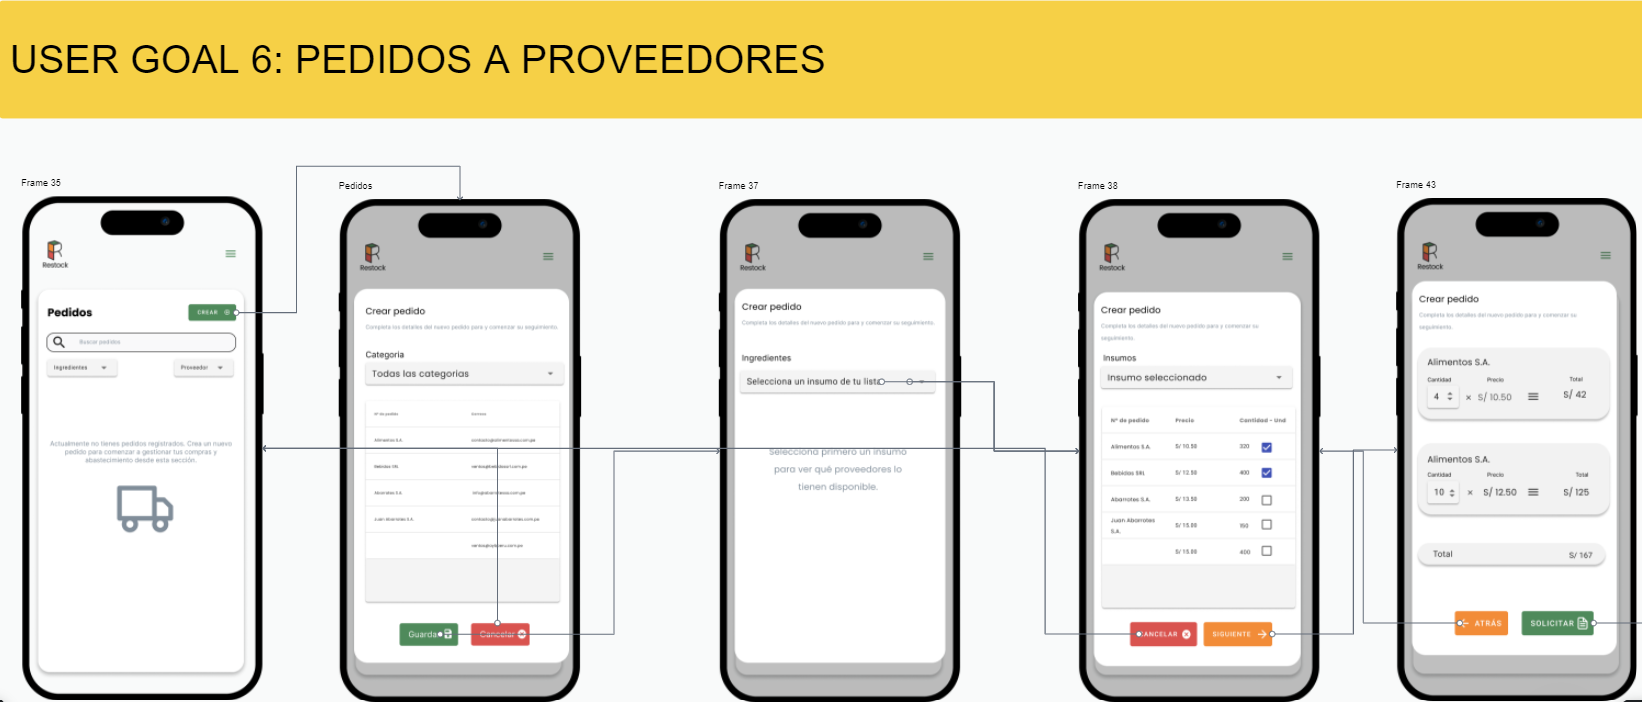 USER GOAL 6: PEDIDOS A PROVEEDORES
Frame 35
Restock
Pedidos
CREAR
Buscar pedidos
Ingredientes
Proveedor
Actualmente no tienes pedidos registrados. Crea un nuevo
pedido para comenzar a gestionar tus compras y
abastecimiento desde esta sección.
Pedidos
Restock
Crear pedido
Completa los detalles del nuevo pedido para y comenzar su seguimiento.
Categoria
Todas las categorias
Nº de pedido
Alimentos S.A.
Bebidas SRL
Abarrotes S.A.
Juan Abarrotes S.A.
Guarda
Cancelar
Frame 37
Restock
Crear pedido
Completa los detalles del nuevo pedido para y comenzar su seguimiento.
Ingredientes
Selecciona un insumo de tu lista
Selecciona primero un insumo
para ver qué proveedores lo
tienen disponible.
Frame 38
Restock
Crear pedido
Completa los detalles del nuevo pedido para y comenzar su
seguimiento.
Insumos
Insumo seleccionado
Nº de pedido Precio Cantidad - Und
Alimentos S.A. S/ 10.50 320
Bebidas SRL S/ 12.50 400
Abarrotes S.A. S/ 13.50 200
Juan Abarrotes
S.A.
S/ 15.00 150
S/ 15.00 400
CANCELAR
SIGUIENTE
Frame 43
Restock
Crear pedido
Completa los detalles del nuevo pedido para y comenzar su
seguimiento.
Alimentos S.A.
Cantidad Precio Total
4 × S/ 10.50 S/ 42
Alimentos S.A.
Cantidad Precio Total
10 × S/ 12.50 S/ 125
Total S/ 167
ATRÁS
SOLICITAR